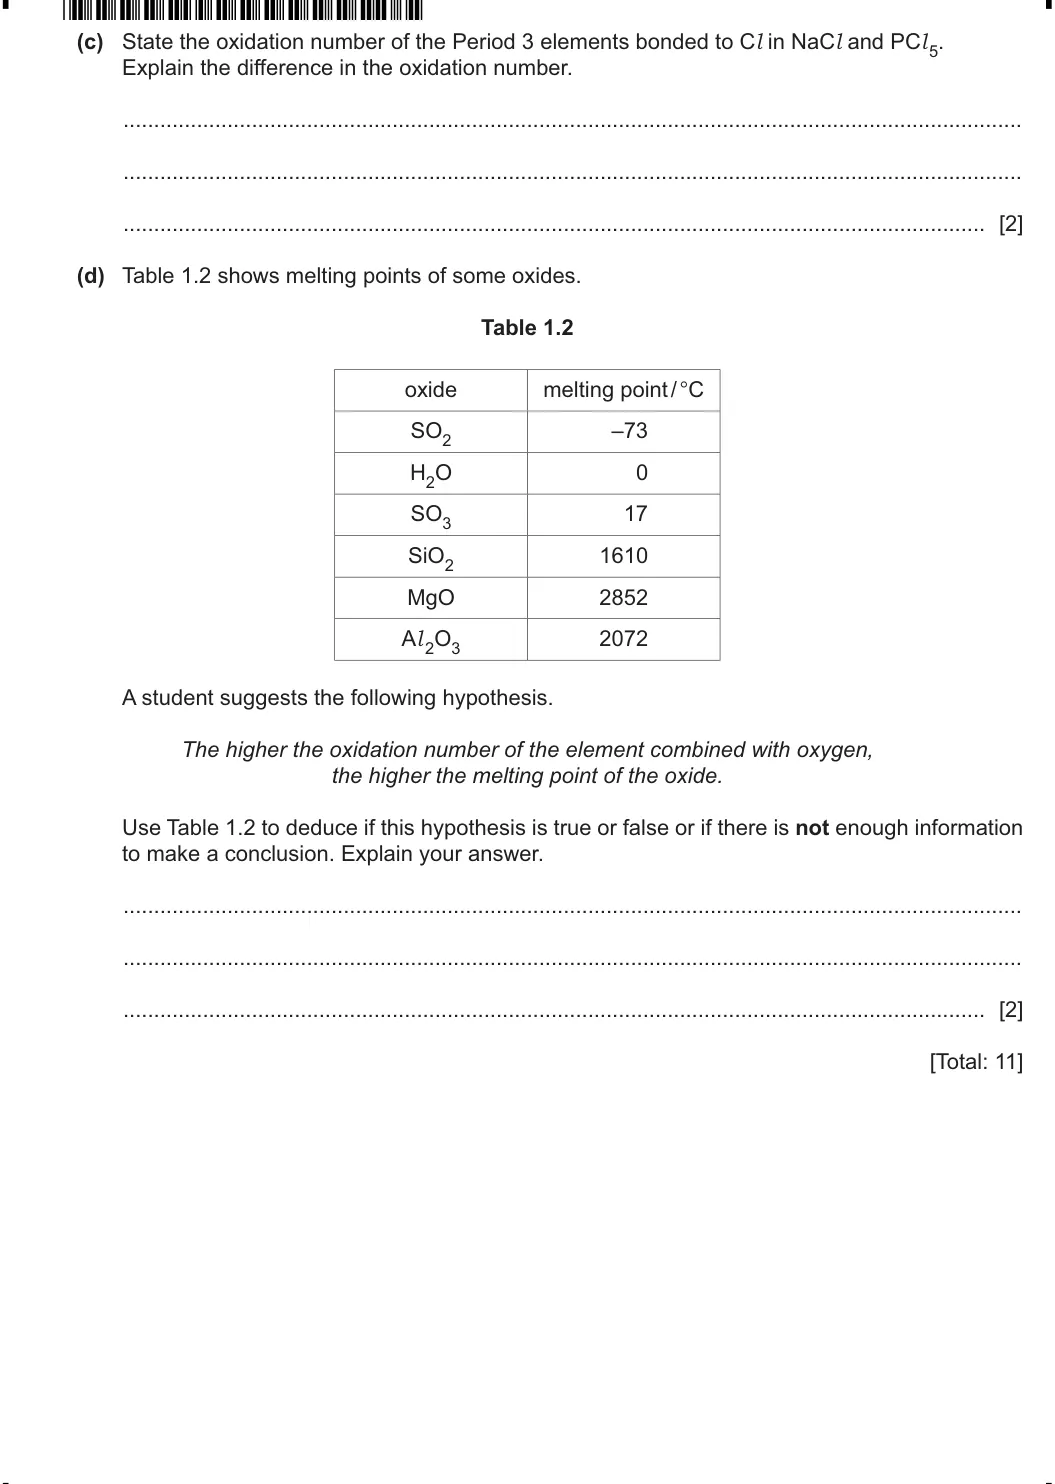 (c) State the oxidation number of the Period 3 elements bonded to Cl in NaCl and PCl5.
Explain the difference in the oxidation number.
..........................................................................................................................................
..........................................................................................................................................
.................................................................................................................................... [2]
(d) Table 1.2 shows melting points of some oxides.
Table 1.2
oxide melting point / °C
SO2 –73
H2O 0
SO3 17
SiO2 1610
MgO 2852
Al2O3 2072
A student suggests the following hypothesis.
The higher the oxidation number of the element combined with oxygen,
the higher the melting point of the oxide.
Use Table 1.2 to deduce if this hypothesis is true or false or if there is not enough information
to make a conclusion. Explain your answer.
..........................................................................................................................................
..........................................................................................................................................
.................................................................................................................................... [2]
[Total: 11]